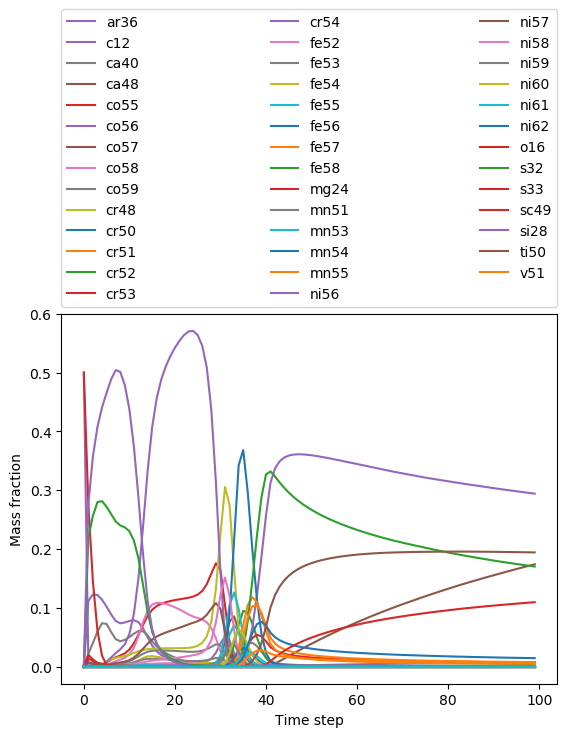 ar36
c12
ca40
ca48
co55
co56
co57
co58
co59
cr48
cr50
cr51
cr52
cr53
cr54
fe52
fe53
fe54
fe55
fe56
fe57
fe58
mg24
mn51
mn53
mn54
mn55
ni56
ni57
ni58
ni59
ni60
ni61
ni62
o16
s32
s33
sc49
si28
ti50
v51
0.6
0.5
0.4
0.3
0.2
0.1
0.0
Mass fraction
0 20 40 60 80 100
Time step